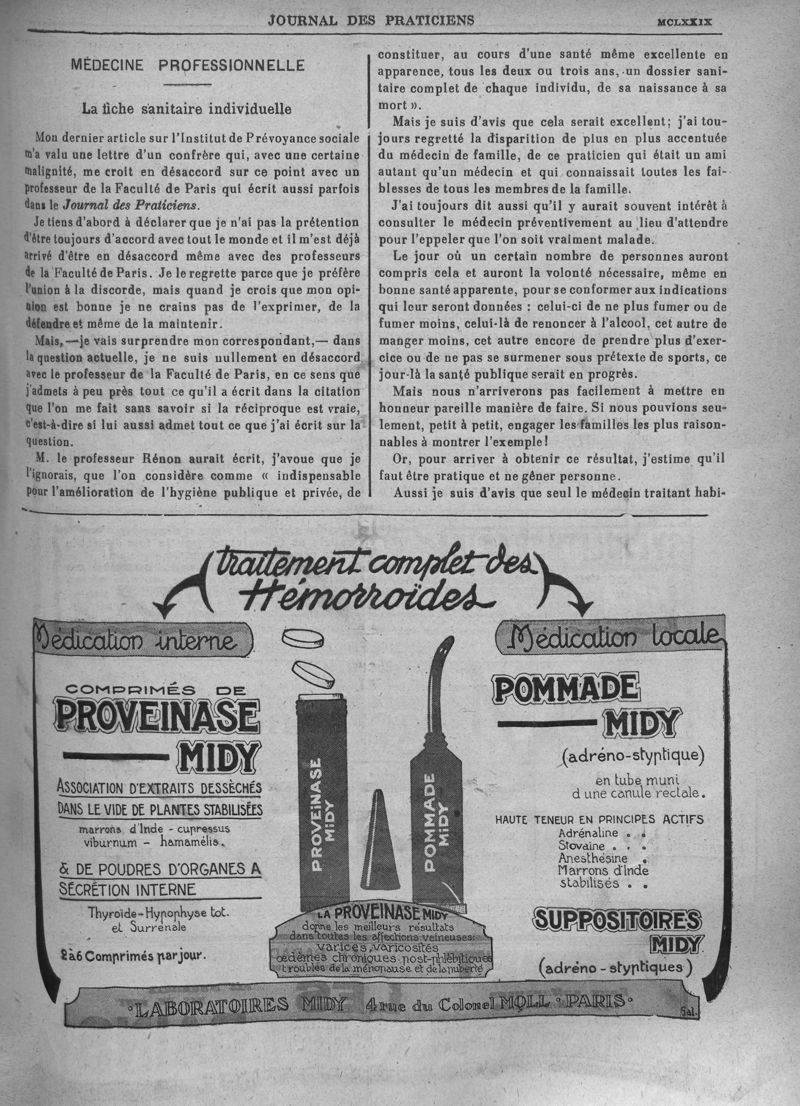 JOURNAL DES PRATICIENS
MCLXXIX
MÉDECINE PROFESSIONNELLE
La fiche sanitaire individuelle
Mon dernier article sur l'Institut de Prévoyance sociale
m'a valu une lettre d'un confrère qui, avec une certaine
malignité, me croit en désaccord sur ce point avec un
professeur de la Faculté de Paris qui écrit aussi parfois
dans le Journal des Praticiens.
Je tiens d'abord à déclarer que je n'ai pas la prétention
d'être toujours d'accord avec tout le monde et il m'est déjà
arrivé d'être en désaccord même avec des professeurs
de la Faculté de Paris. Je le regrette parce que je préfère
l'union à la discorde, mais quand je crois que mon opi-
nion est bonne je ne crains pas de l'exprimer, de la
défendre et même de la maintenir.
Mais, — je vais surprendre mon correspondant, — dans
la question actuelle, je ne suis nullement en désaccord
avec le professeur de la Faculté de Paris, en ce sens que
j'admets à peu près tout ce qu'il a écrit dans la citation
que l'on me fait sans savoir si la réciproque est vraie,
c'est-à-dire si lui aussi admet tout ce que j'ai écrit sur la
question.
M. le professeur Rénon aurait écrit, j'avoue que je
l'ignorais, que l'on considère comme « indispensable
pour l'amélioration de l'hygiène publique et privée, de
constituer, au cours d'une santé même excellente en
apparence, tous les deux ou trois ans, un dossier sani-
taire complet de chaque individu, de sa naissance à sa
mort ».
Mais je suis d'avis que cela serait excellent; j'ai tou-
jours regretté la disparition de plus en plus accentuée
du médecin de famille, de ce praticien qui était un ami
autant qu'un médecin et qui connaissait toutes les fai-
blesses de tous les membres de la famille.
J'ai toujours dit aussi qu'il y aurait souvent intérêt à
consulter le médecin préventivement au lieu d'attendre
pour l'eppeler que l'on soit vraiment malade.
Le jour où un certain nombre de personnes auront
compris cela et auront la volonté nécessaire, même en
bonne santé apparente, pour se conformer aux indications
qui leur seront données : celui-ci de ne plus fumer ou de
fumer moins, celui-là de renoncer à l'alcool, cet autre de
manger moins, cet autre encore de prendre plus d'exer-
cice ou de ne pas se surmener sous prétexte de sports, ce
jour-là la santé publique serait en progrès.
Mais nous n'arriverons pas facilement à mettre en
honneur pareille manière de faire. Si nous pouvions seu-
lement, petit à petit, engager les familles les plus raison-
nables à montrer l'exemple!
Or, pour arriver à obtenir ce résultat, j'estime qu'il
faut être pratique et ne gêner personne.
Aussi je suis d'avis que seul le médecin traitant habi-
traitement complet des
Hémorroïdes
Médication interne
COMPRIMÉS DE
PROVEINASE
MIDY
ASSOCIATION D'EXTRAITS DESSÈCHÉS
DANS LE VIDE DE PLANTES STABILISÉES
marrons d'Inde - cupressus
viburnum - hamamélis.
& DE POUDRES D'ORGANES A
SÉCRÉTION INTERNE
Thyroïde - Hypophyse tot.
et Surrénale
2 à 6 Comprimés par jour.
PROVEINASE
MIDY
POMMADE
MIDY
LA PROVEINASE MIDY
donne les meilleurs résultats
dans toutes les affections veineuses:
varices, varicosités
œdèmes chroniques post-phlébitiques
troubles de la ménopause et de la puberté
Médication locale
POMMADE
MIDY
(adréno-styptique)
en tube muni
d une canule rectale.
HAUTE TENEUR EN PRINCIPES ACTIFS
Adrénaline . .
Stovaïne . . .
Anesthésine .
Marrons d'Inde
stabilisés . .
SUPPOSITOIRES
MIDY
(adréno-styptiques)
LABORATOIRES MIDY 4 rue du Colonel MOLL PARIS
Gal.